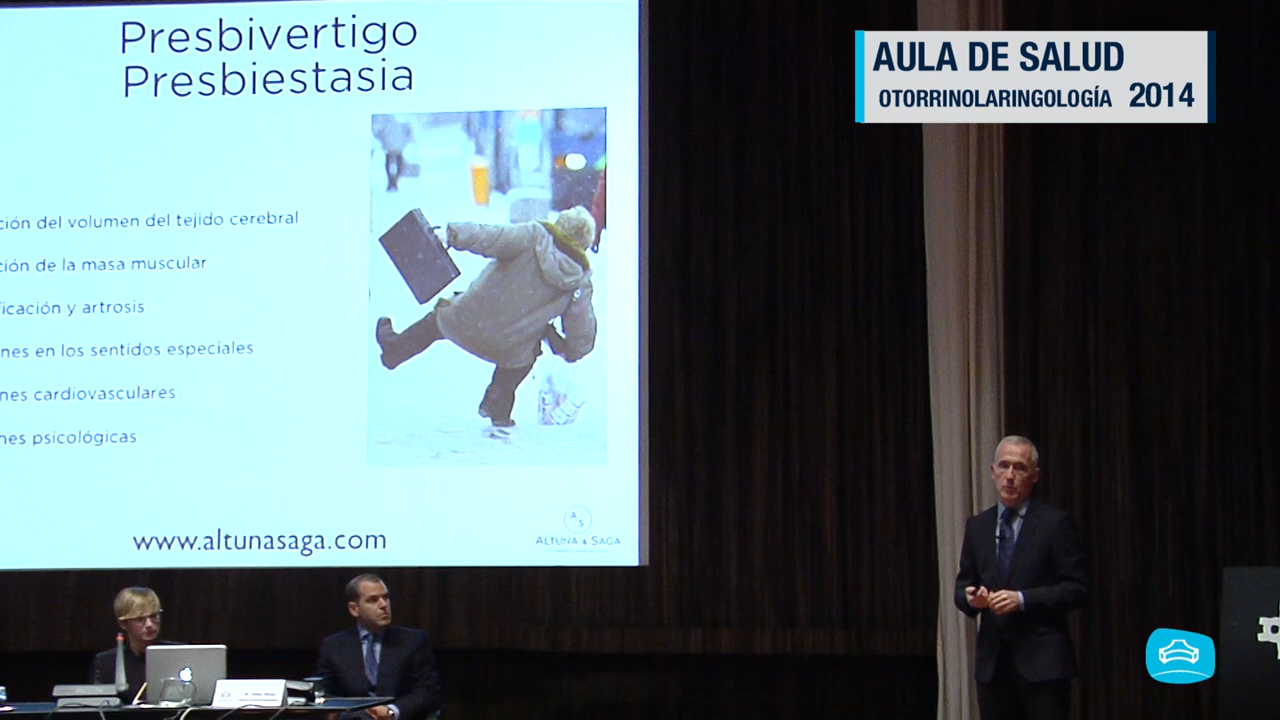 Presbivertigo
Presbiestasia
AULA DE SALUD
OTORRINOLARINGOLOGÍA 2014
ción del volumen del tejido cerebral
ción de la masa muscular
icación y artrosis
nes en los sentidos especiales
nes cardiovasculares
nes psicológicas
www.altunasaga.com
A S
ALTUNA & SAGA